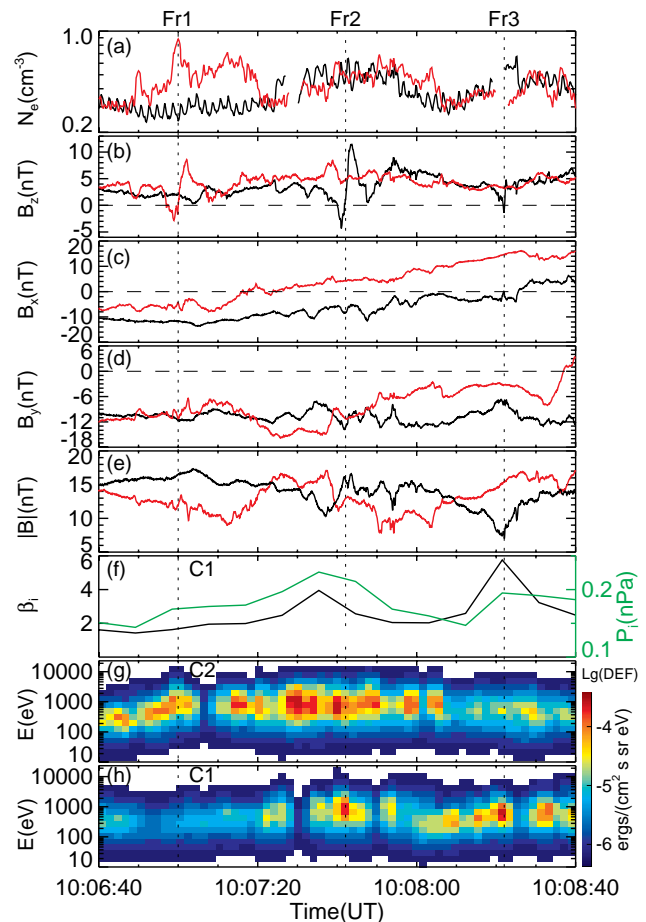 Fr1 Fr2 Fr3
(a)
N_e(cm^-3)
1.0
0.2
(b)
B_z(nT)
10
5
0
-5
(c)
B_x(nT)
20
10
0
-10
-20
(d)
B_y(nT)
6
0
-6
-12
-18
(e)
|B|(nT)
20
15
10
5
(f) C1
β_i
6
4
2
0.2
0.1
P_i(nPa)
(g) C2
E(eV)
10000
1000
100
10
(h) C1
E(eV)
10000
1000
100
10
Lg(DEF)
-4
-5
-6
ergs/(cm^2 s sr eV)
10:06:40 10:07:20 10:08:00 10:08:40
Time(UT)